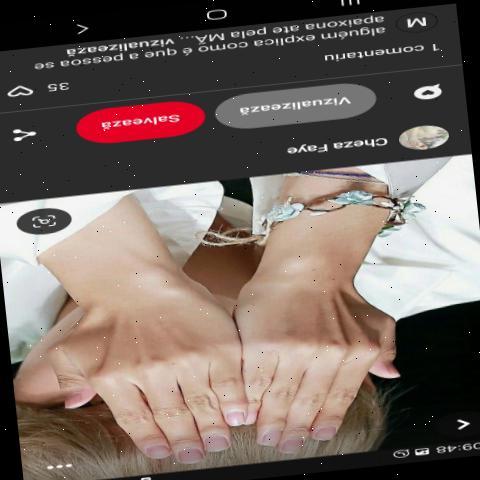 09:48
Cheza Faye
Vizualizează
Salvează
35
1 comentariu
M
alguém explica como é que a pessoa se
apaixona ate pela MÃ... vizualizează